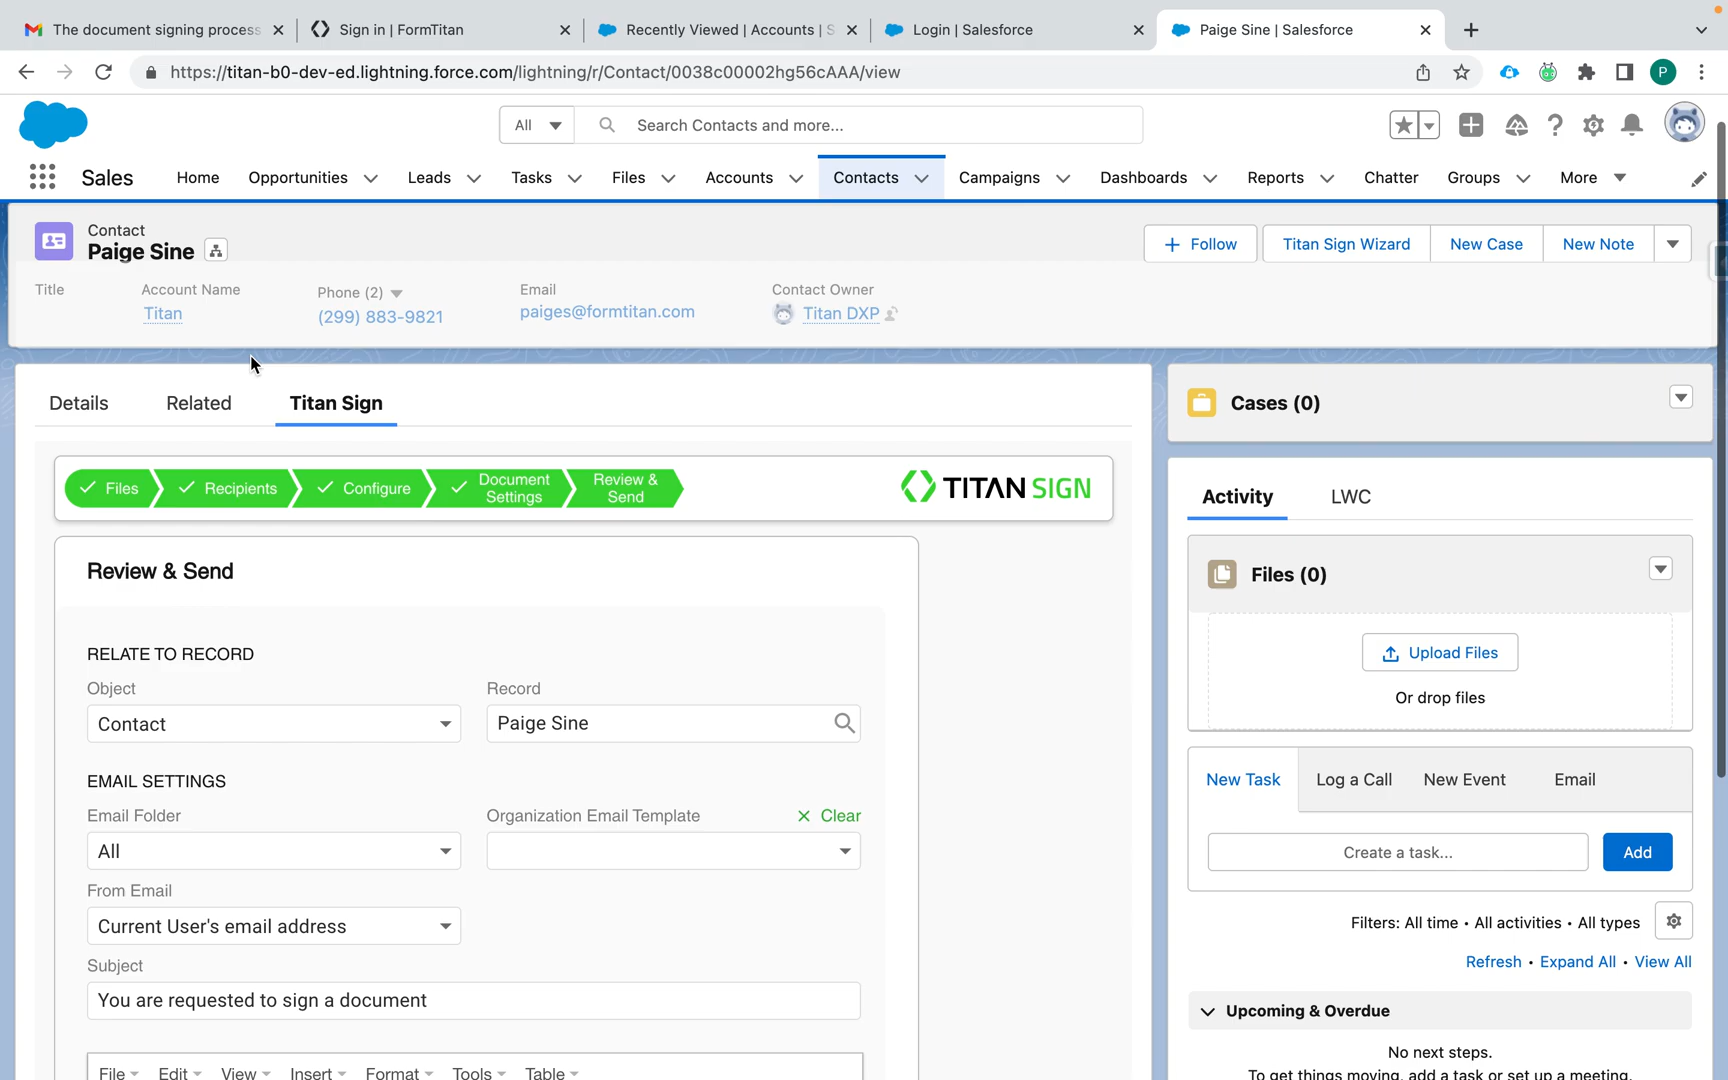 The document signing process
Sign in | FormTitan
Recently Viewed | Accounts | S
Login | Salesforce
Paige Sine | Salesforce
https://titan-b0-dev-ed.lightning.force.com/lightning/r/Contact/0038c00002hg56cAAA/view
P
All
Search Contacts and more...
Sales
Home
Opportunities
Leads
Tasks
Files
Accounts
Contacts
Campaigns
Dashboards
Reports
Chatter
Groups
More
Contact
Paige Sine
+ Follow
Titan Sign Wizard
New Case
New Note
Title
Account Name
Titan
Phone (2)
(299) 883-9821
Email
paiges@formtitan.com
Contact Owner
Titan DXP
Details
Related
Titan Sign
Files
Recipients
Configure
Document
Settings
Review &
Send
TITAN SIGN
Review & Send
RELATE TO RECORD
Object
Record
Contact
Paige Sine
EMAIL SETTINGS
Email Folder
Organization Email Template
Clear
All
From Email
Current User's email address
Subject
You are requested to sign a document
File
Edit
View
Insert
Format
Tools
Table
Cases (0)
Activity
LWC
Files (0)
Upload Files
Or drop files
New Task
Log a Call
New Event
Email
Create a task...
Add
Filters: All time • All activities • All types
Refresh • Expand All • View All
Upcoming & Overdue
No next steps.
To get things moving, add a task or set up a meeting.